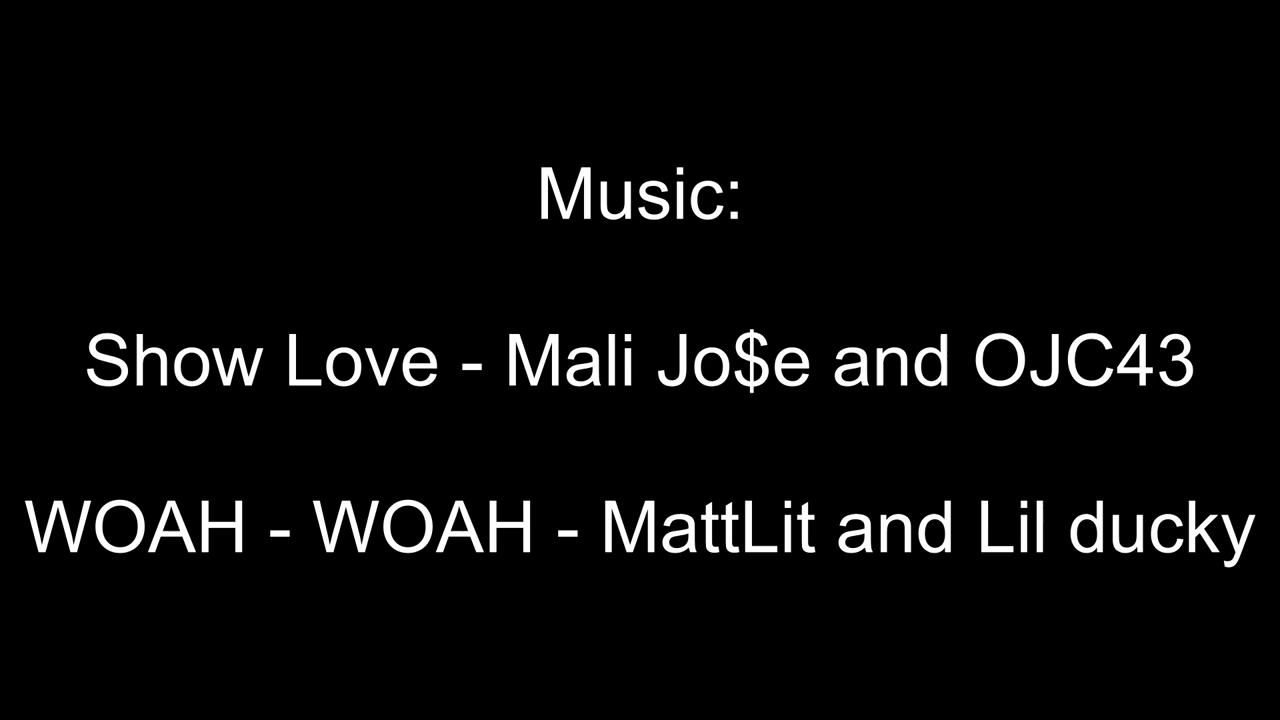 Music:
Show Love - Mali Jo$e and OJC43
WOAH - WOAH - MattLit and Lil ducky